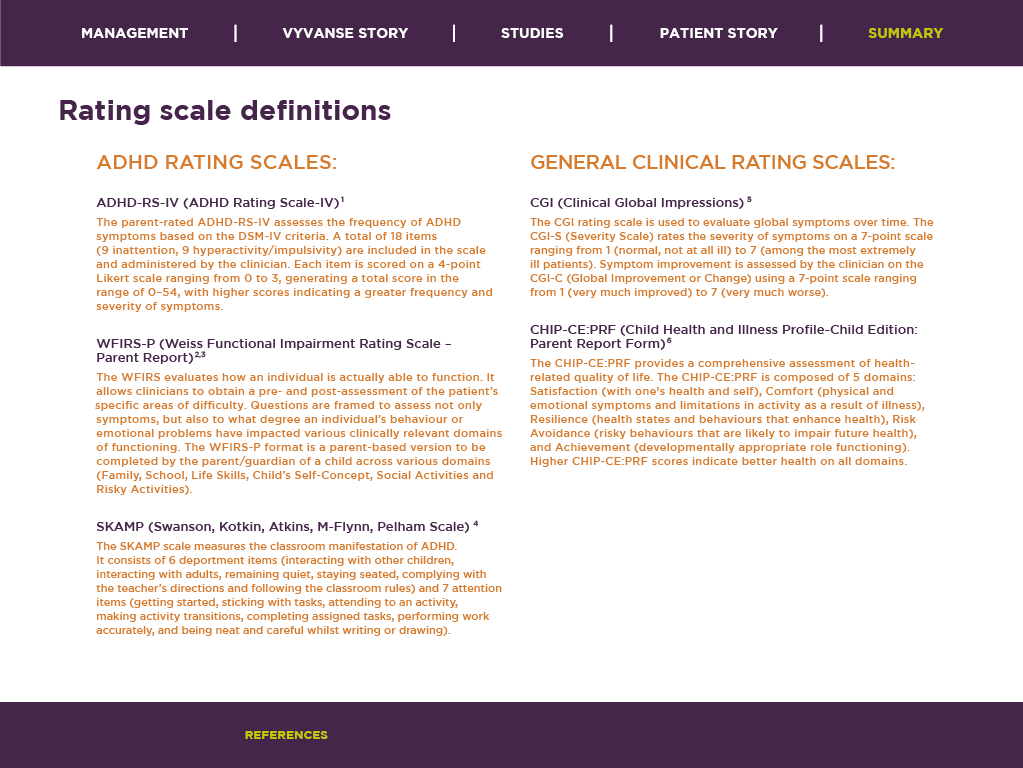 MANAGEMENT | VYVANSE STORY | STUDIES | PATIENT STORY | SUMMARY
Rating scale definitions
ADHD RATING SCALES:
ADHD-RS-IV (ADHD Rating Scale-IV)¹
The parent-rated ADHD-RS-IV assesses the frequency of ADHD
symptoms based on the DSM-IV criteria. A total of 18 items
(9 inattention, 9 hyperactivity/impulsivity) are included in the scale
and administered by the clinician. Each item is scored on a 4-point
Likert scale ranging from 0 to 3, generating a total score in the
range of 0–54, with higher scores indicating a greater frequency and
severity of symptoms.
WFIRS-P (Weiss Functional Impairment Rating Scale –
Parent Report)²,³
The WFIRS evaluates how an individual is actually able to function. It
allows clinicians to obtain a pre- and post-assessment of the patient's
specific areas of difficulty. Questions are framed to assess not only
symptoms, but also to what degree an individual's behaviour or
emotional problems have impacted various clinically relevant domains
of functioning. The WFIRS-P format is a parent-based version to be
completed by the parent/guardian of a child across various domains
(Family, School, Life Skills, Child's Self-Concept, Social Activities and
Risky Activities).
SKAMP (Swanson, Kotkin, Atkins, M-Flynn, Pelham Scale) ⁴
The SKAMP scale measures the classroom manifestation of ADHD.
It consists of 6 deportment items (interacting with other children,
interacting with adults, remaining quiet, staying seated, complying with
the teacher's directions and following the classroom rules) and 7 attention
items (getting started, sticking with tasks, attending to an activity,
making activity transitions, completing assigned tasks, performing work
accurately, and being neat and careful whilst writing or drawing).
GENERAL CLINICAL RATING SCALES:
CGI (Clinical Global Impressions) ⁵
The CGI rating scale is used to evaluate global symptoms over time. The
CGI-S (Severity Scale) rates the severity of symptoms on a 7-point scale
ranging from 1 (normal, not at all ill) to 7 (among the most extremely
ill patients). Symptom improvement is assessed by the clinician on the
CGI-C (Global Improvement or Change) using a 7-point scale ranging
from 1 (very much improved) to 7 (very much worse).
CHIP-CE:PRF (Child Health and Illness Profile-Child Edition:
Parent Report Form)⁶
The CHIP-CE:PRF provides a comprehensive assessment of health-
related quality of life. The CHIP-CE:PRF is composed of 5 domains:
Satisfaction (with one's health and self), Comfort (physical and
emotional symptoms and limitations in activity as a result of illness),
Resilience (health states and behaviours that enhance health), Risk
Avoidance (risky behaviours that are likely to impair future health),
and Achievement (developmentally appropriate role functioning).
Higher CHIP-CE:PRF scores indicate better health on all domains.
REFERENCES